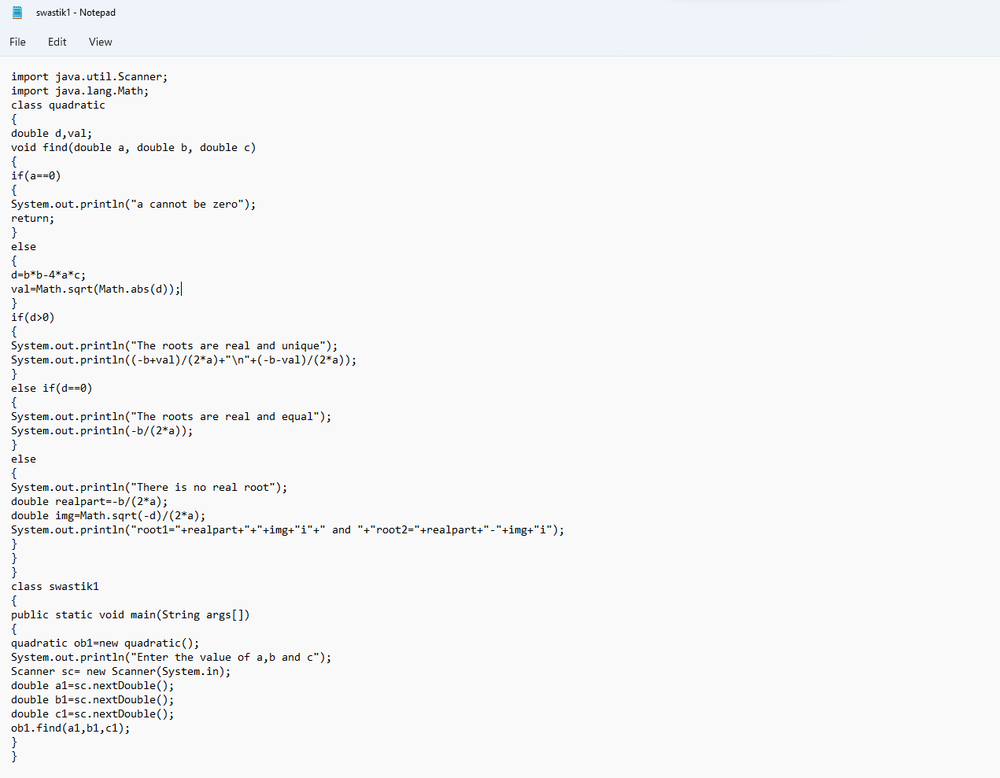 swastik1 - Notepad
File Edit View
import java.util.Scanner;
import java.lang.Math;
class quadratic
{
double d,val;
void find(double a, double b, double c)
{
if(a==0)
{
System.out.println("a cannot be zero");
return;
}
else
{
d=b*b-4*a*c;
val=Math.sqrt(Math.abs(d));
}
if(d>0)
{
System.out.println("The roots are real and unique");
System.out.println((-b+val)/(2*a)+"\n"+(-b-val)/(2*a));
}
else if(d==0)
{
System.out.println("The roots are real and equal");
System.out.println(-b/(2*a));
}
else
{
System.out.println("There is no real root");
double realpart=-b/(2*a);
double img=Math.sqrt(-d)/(2*a);
System.out.println("root1="+realpart+"+"+img+"i"+" and "+"root2="+realpart+"-"+img+"i");
}
}
}
class swastik1
{
public static void main(String args[])
{
quadratic ob1=new quadratic();
System.out.println("Enter the value of a,b and c");
Scanner sc= new Scanner(System.in);
double a1=sc.nextDouble();
double b1=sc.nextDouble();
double c1=sc.nextDouble();
ob1.find(a1,b1,c1);
}
}